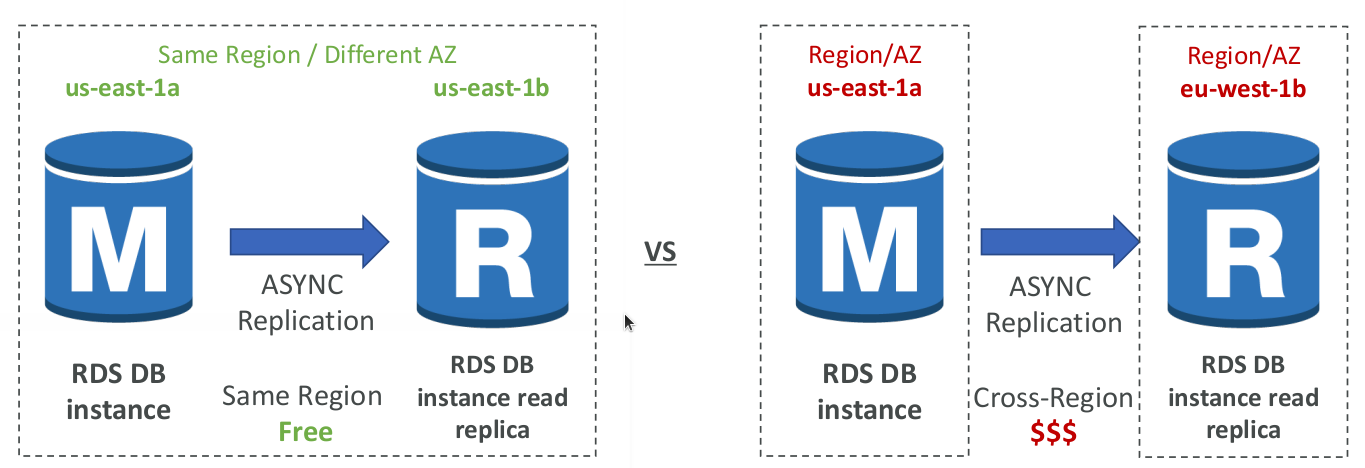 Same Region / Different AZ
us-east-1a
us-east-1b
M
R
ASYNC
Replication
RDS DB
instance
Same Region
Free
RDS DB
instance read
replica
VS
Region/AZ
us-east-1a
Region/AZ
eu-west-1b
M
R
ASYNC
Replication
RDS DB
instance
Cross-Region
$$$
RDS DB
instance read
replica